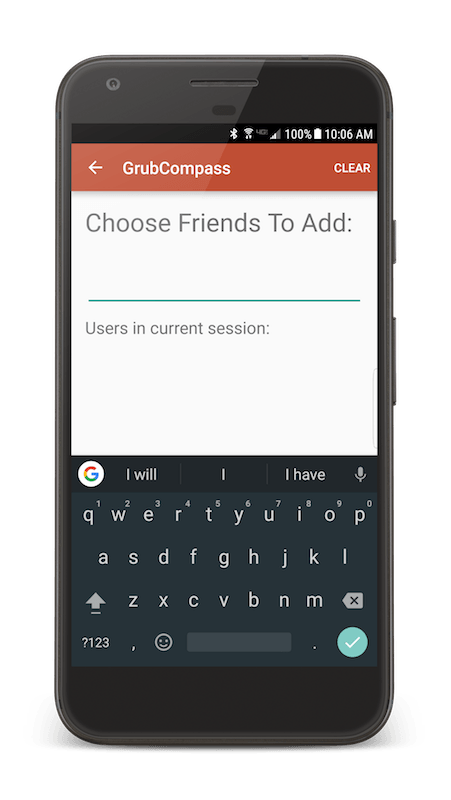 100% 10:06 AM
GrubCompass CLEAR
Choose Friends To Add:
Users in current session:
G I will I I have
1 2 3 4 5 6 7 8 9 0
q w e r t y u i o p
a s d f g h j k l
z x c v b n m
?123 , .